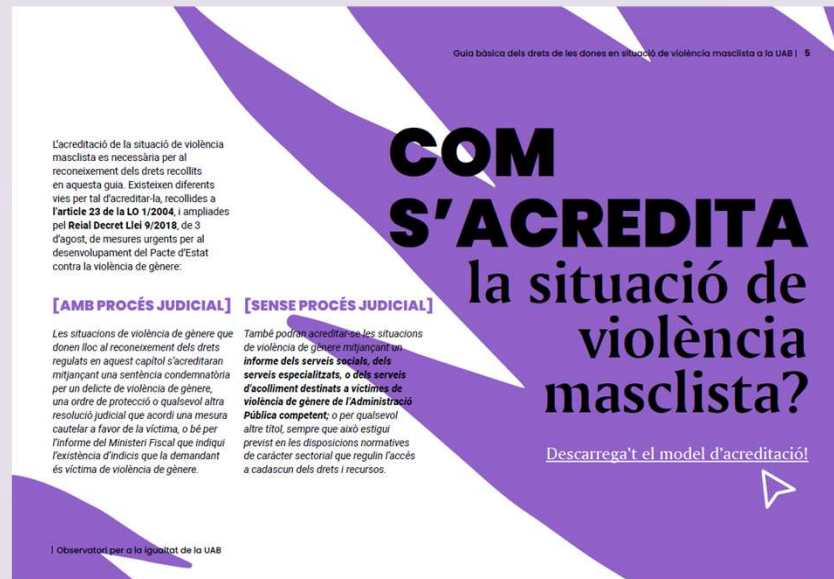 Guia bàsica dels drets de les dones en situació de violència masclista a la UAB | 5
L'acreditació de la situació de violència
masclista es necessària per al
reconeixement dels drets recollits
en aquesta guia. Existeixen diferents
vies per tal d'acreditar-la, recollides a
l'article 23 de la LO 1/2004, i ampliades
pel Reial Decret Llei 9/2018, de 3
d'agost, de mesures urgents per al
desenvolupament del Pacte d'Estat
contra la violència de gènere:
[AMB PROCÉS JUDICIAL]
Les situacions de violència de gènere que
donen lloc al reconeixement dels drets
regulats en aquest capítol s'acreditaran
mitjançant una sentència condemnatòria
per un delicte de violència de gènere,
una ordre de protecció o qualsevol altra
resolució judicial que acordi una mesura
cautelar a favor de la víctima, o bé per
l'informe del Ministeri Fiscal que indiqui
l'existència d'indicis que la demandant
és víctima de violència de gènere.
[SENSE PROCÉS JUDICIAL]
També podran acreditar-se les situacions
de violència de gènere mitjançant un
informe dels serveis socials, dels
serveis especialitzats, o dels serveis
d'acolliment destinats a víctimes de
violència de gènere de l'Administració
Pública competent; o per qualsevol
altre títol, sempre que això estigui
previst en les disposicions normatives
de caràcter sectorial que regulin l'accés
a cadascun dels drets i recursos.
COM
S'ACREDITA
la situació de
violència
masclista?
Descarrega't el model d'acreditació!
| Observatori per a la igualtat de la UAB